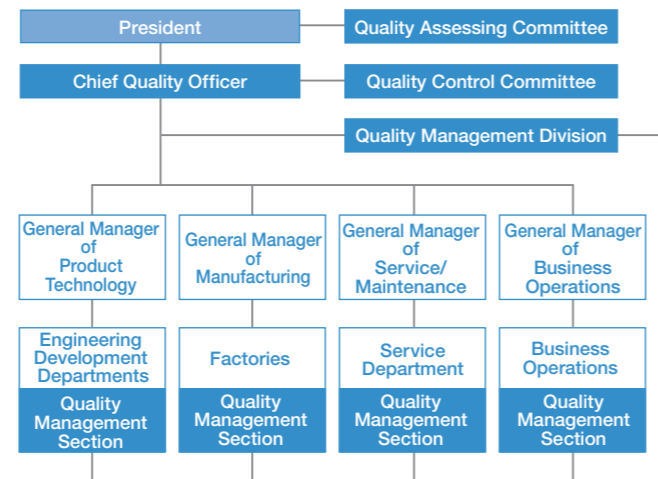 President
Quality Assessing Committee
Chief Quality Officer
Quality Control Committee
Quality Management Division
General Manager
of
Product
Technology
General Manager
of
Manufacturing
General Manager
of
Service/
Maintenance
General Manager
of
Business
Operations
Engineering
Development
Departments
Factories
Service
Department
Business
Operations
Quality
Management
Section
Quality
Management
Section
Quality
Management
Section
Quality
Management
Section